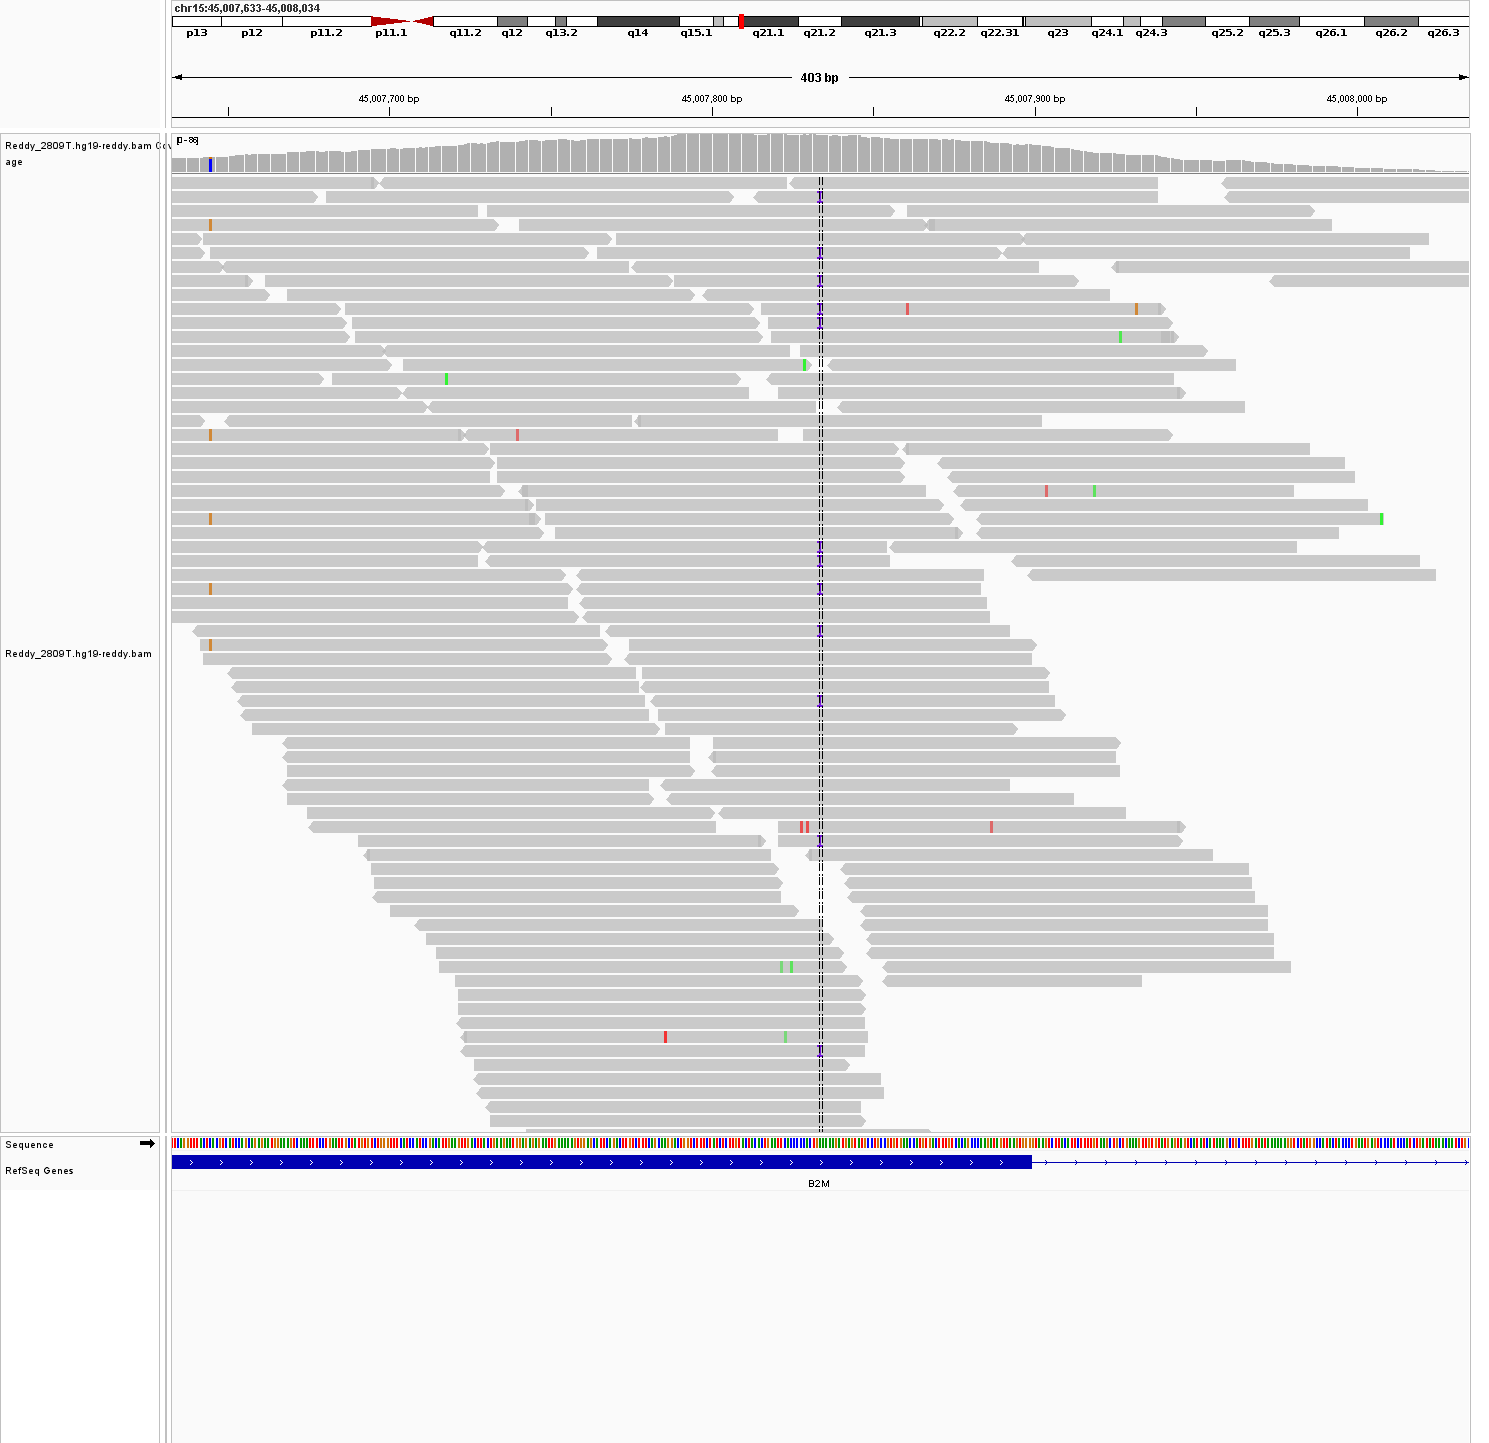 chr15:45,007,633-45,008,034
p13 p12 p11.2 p11.1 q11.2 q12 q13.2 q14 q15.1 q21.1 q21.2 q21.3 q22.2 q22.31 q23 q24.1 q24.3 q25.2 q25.3 q26.1 q26.2 q26.3
403 bp
45,007,700 bp 45,007,800 bp 45,007,900 bp 45,008,000 bp
Reddy_2809T.hg19-reddy.bam Cov
age
[0-86]
Reddy_2809T.hg19-reddy.bam
Sequence
RefSeq Genes
B2M